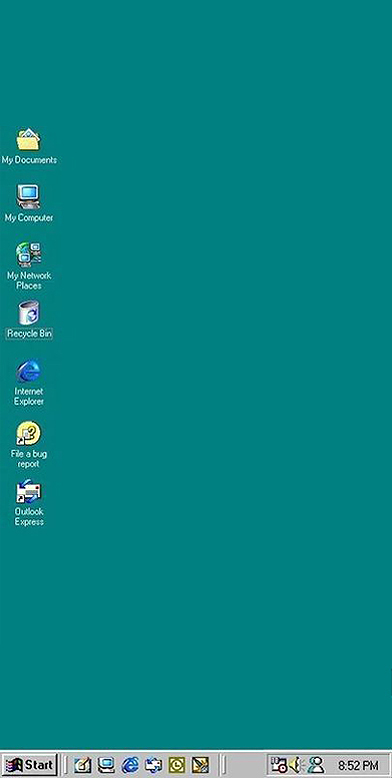 My Documents
My Computer
My Network
Places
Recycle Bin
Internet
Explorer
File a bug
report
Outlook
Express
Start
8:52 PM